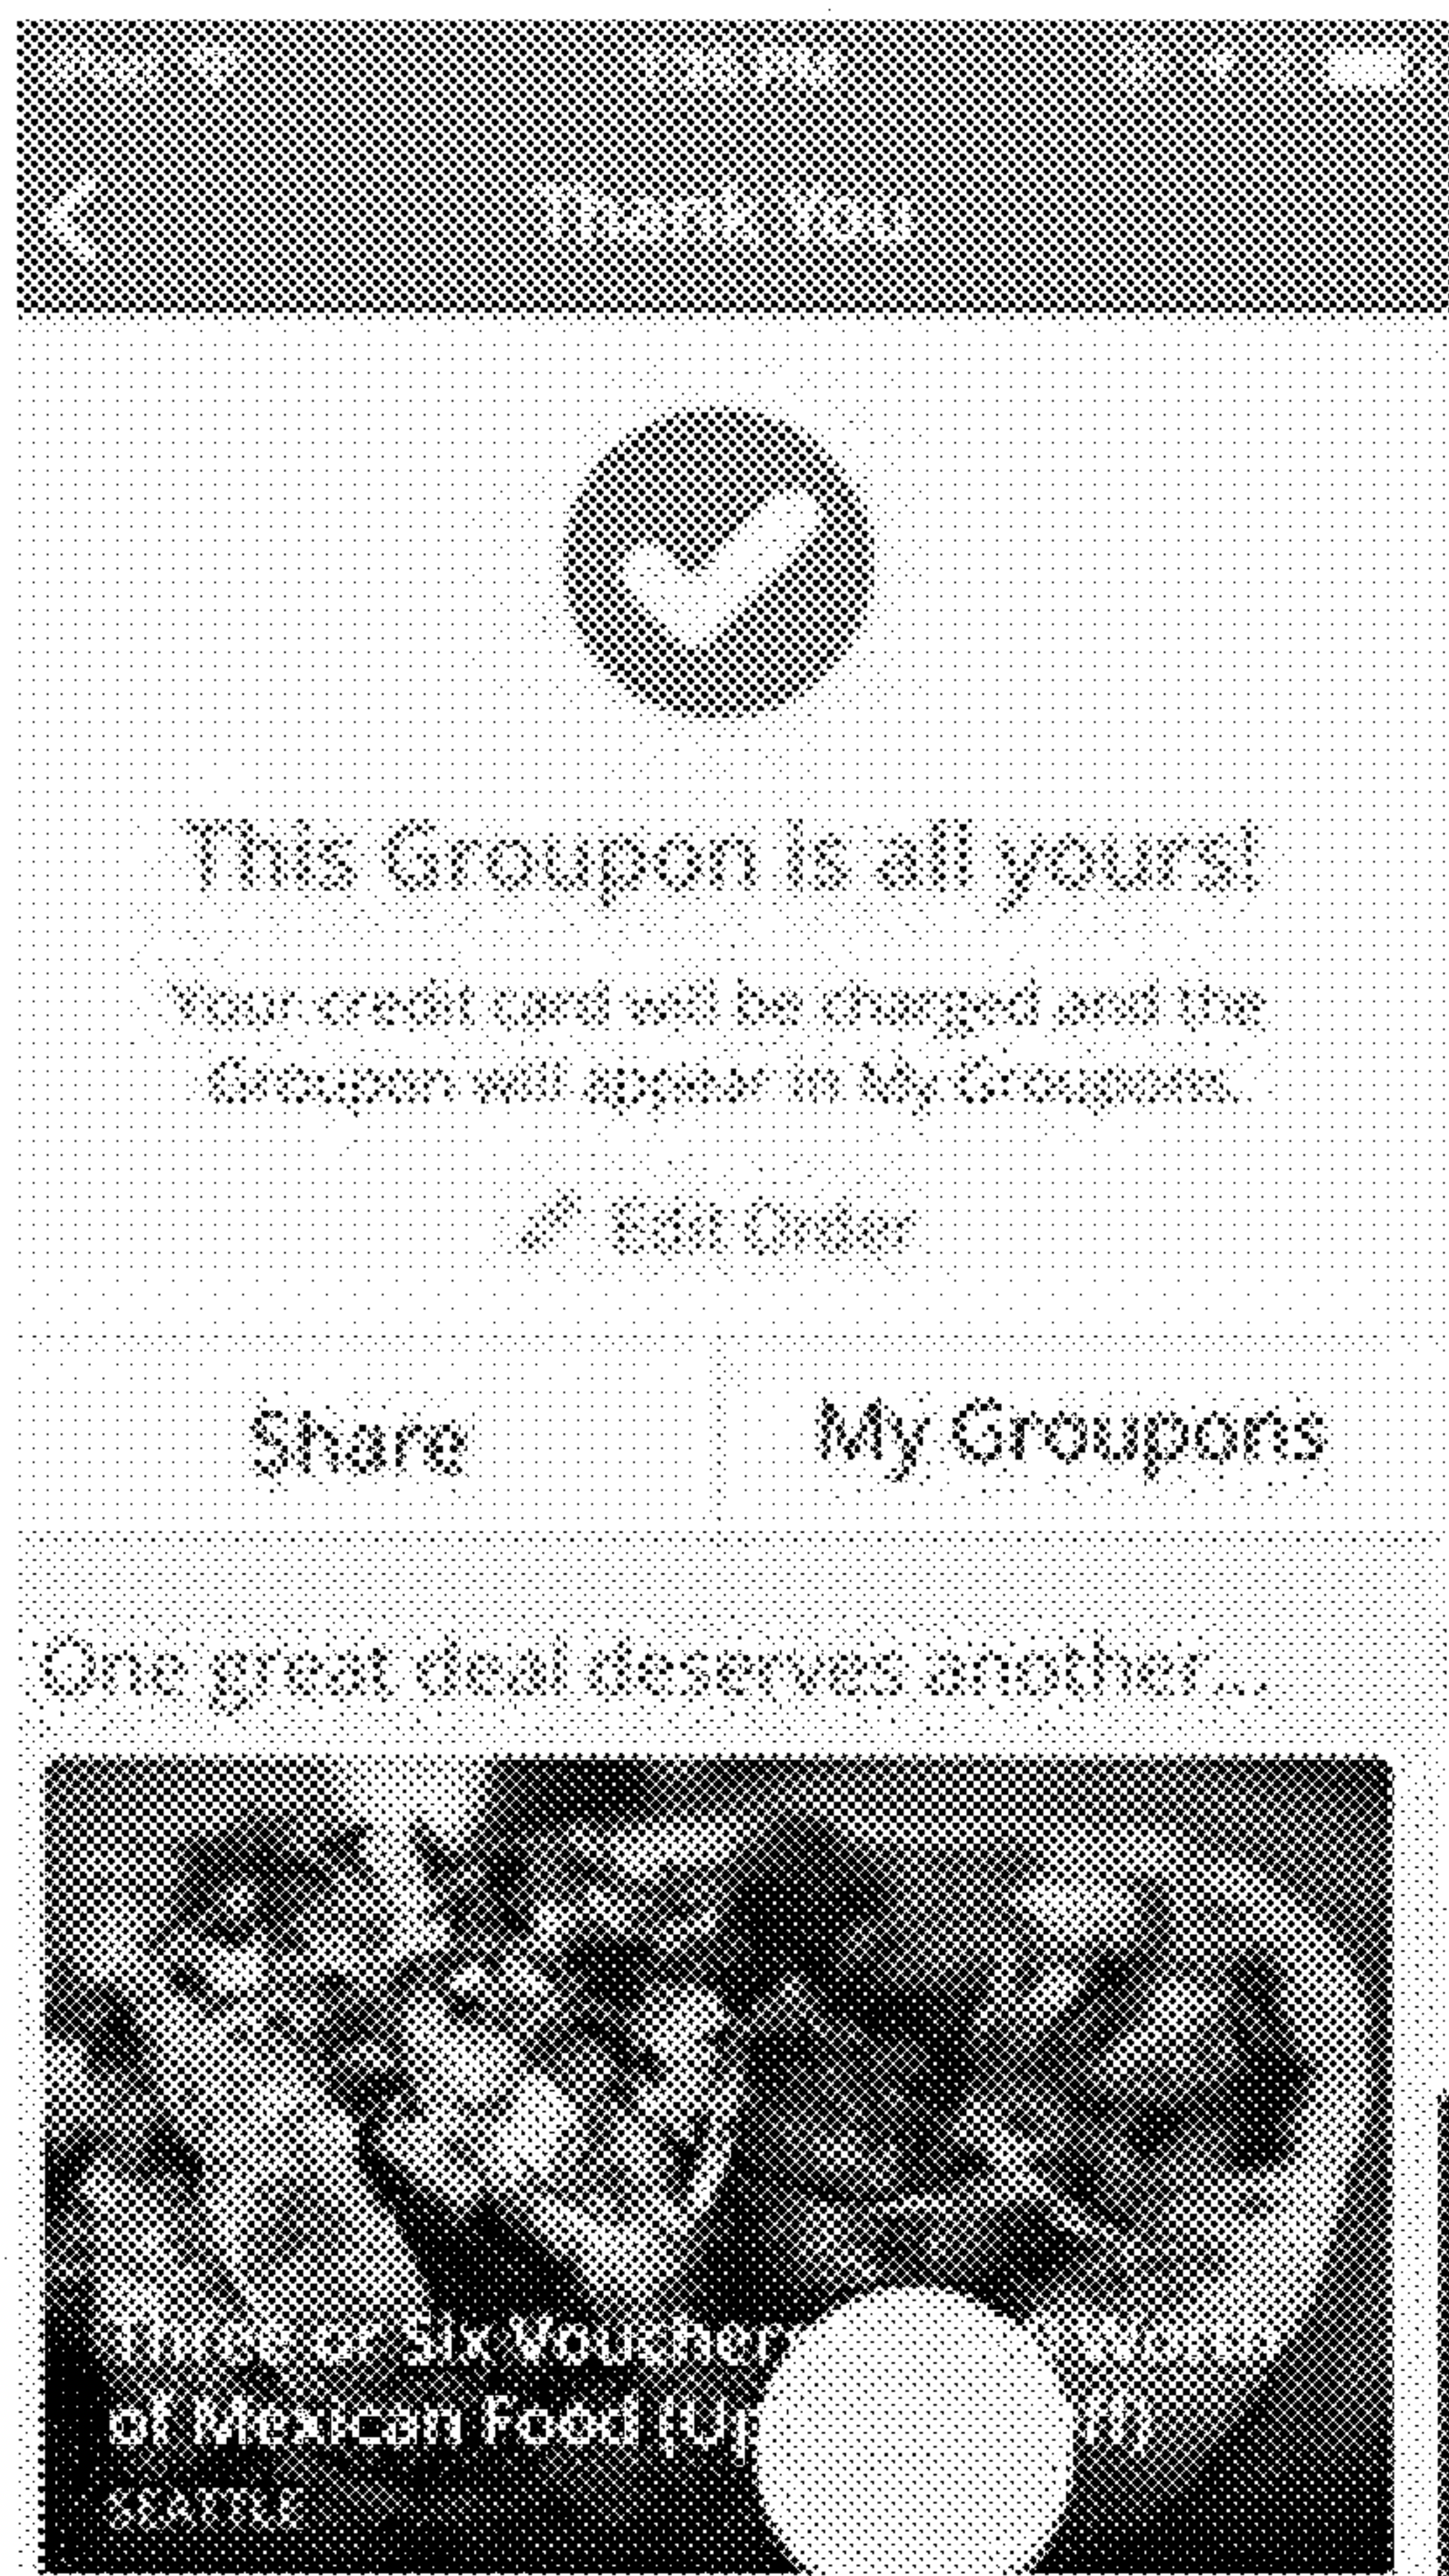 Thank You
This Groupon is all yours!
Your credit card will be charged and the
Groupon will appear in My Groupons.
Edit Order
Share
My Groupons
One great deal deserves another...
Three or Six Voucher
of Mexican Food (Up
SEATTLE